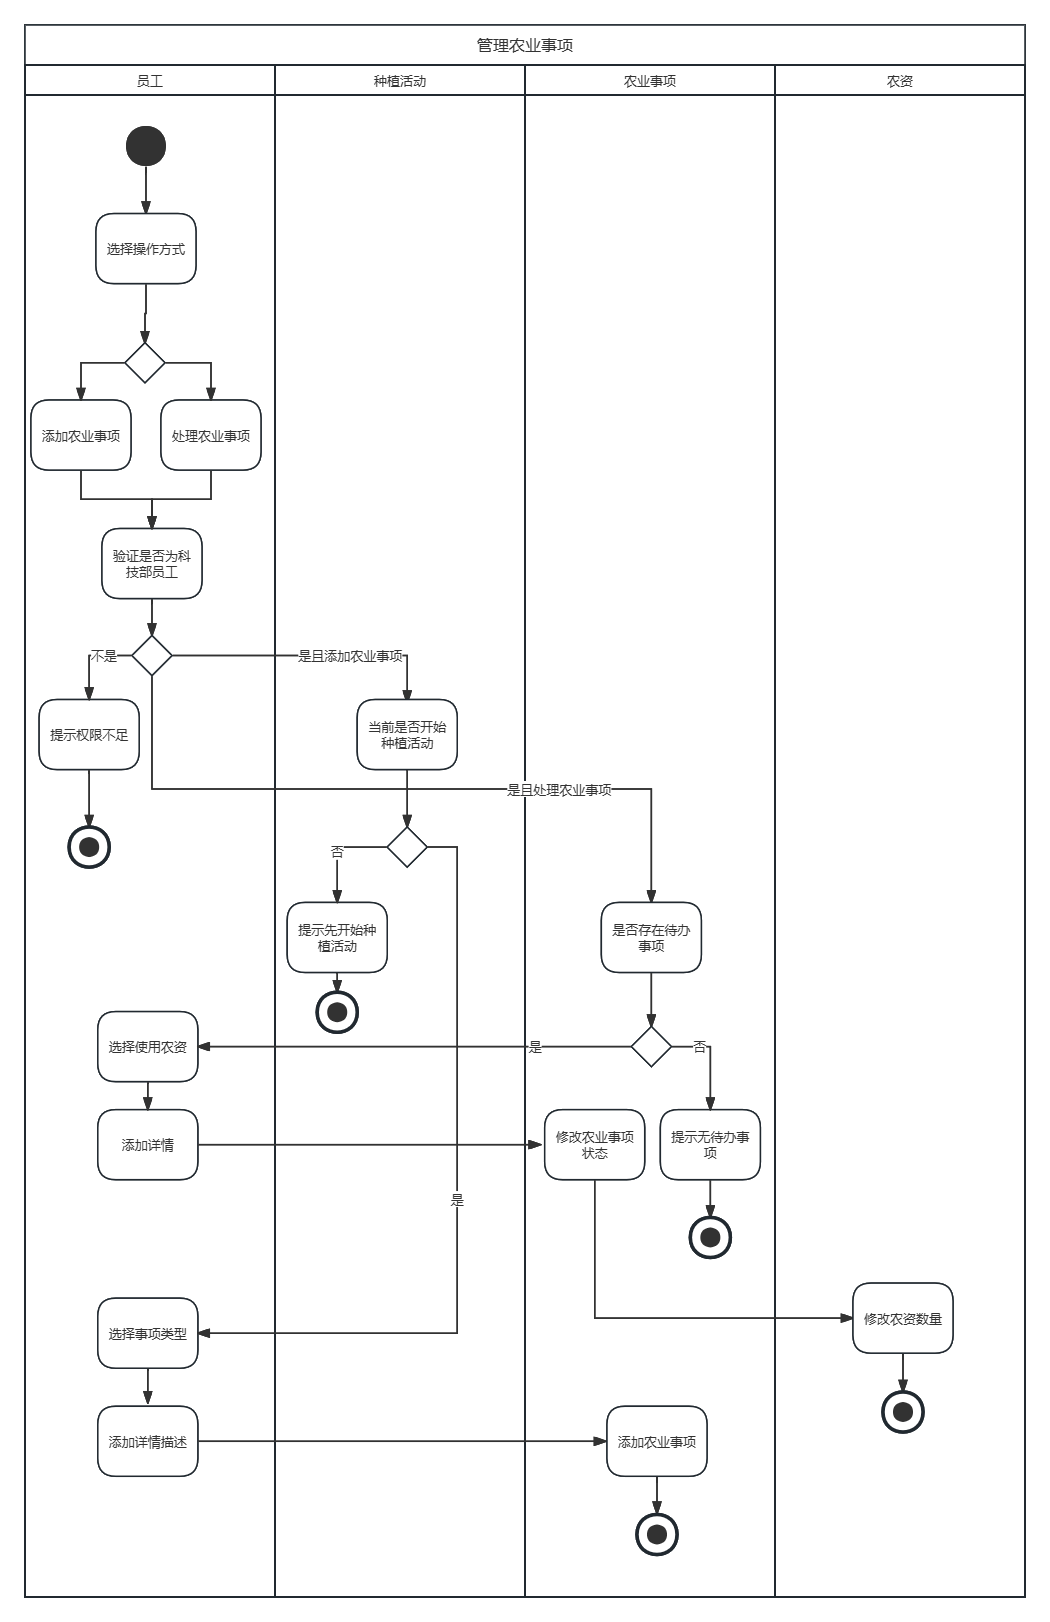 管理农业事项
员工
种植活动
农业事项
农资
选择操作方式
添加农业事项
处理农业事项
验证是否为科
技部员工
不是
是且添加农业事项
提示权限不足
当前是否开始
种植活动
是且处理农业事项
否
提示先开始种
植活动
是否存在待办
事项
选择使用农资
是
否
添加详情
修改农业事项
状态
提示无待办事
项
是
选择事项类型
修改农资数量
添加详情描述
添加农业事项